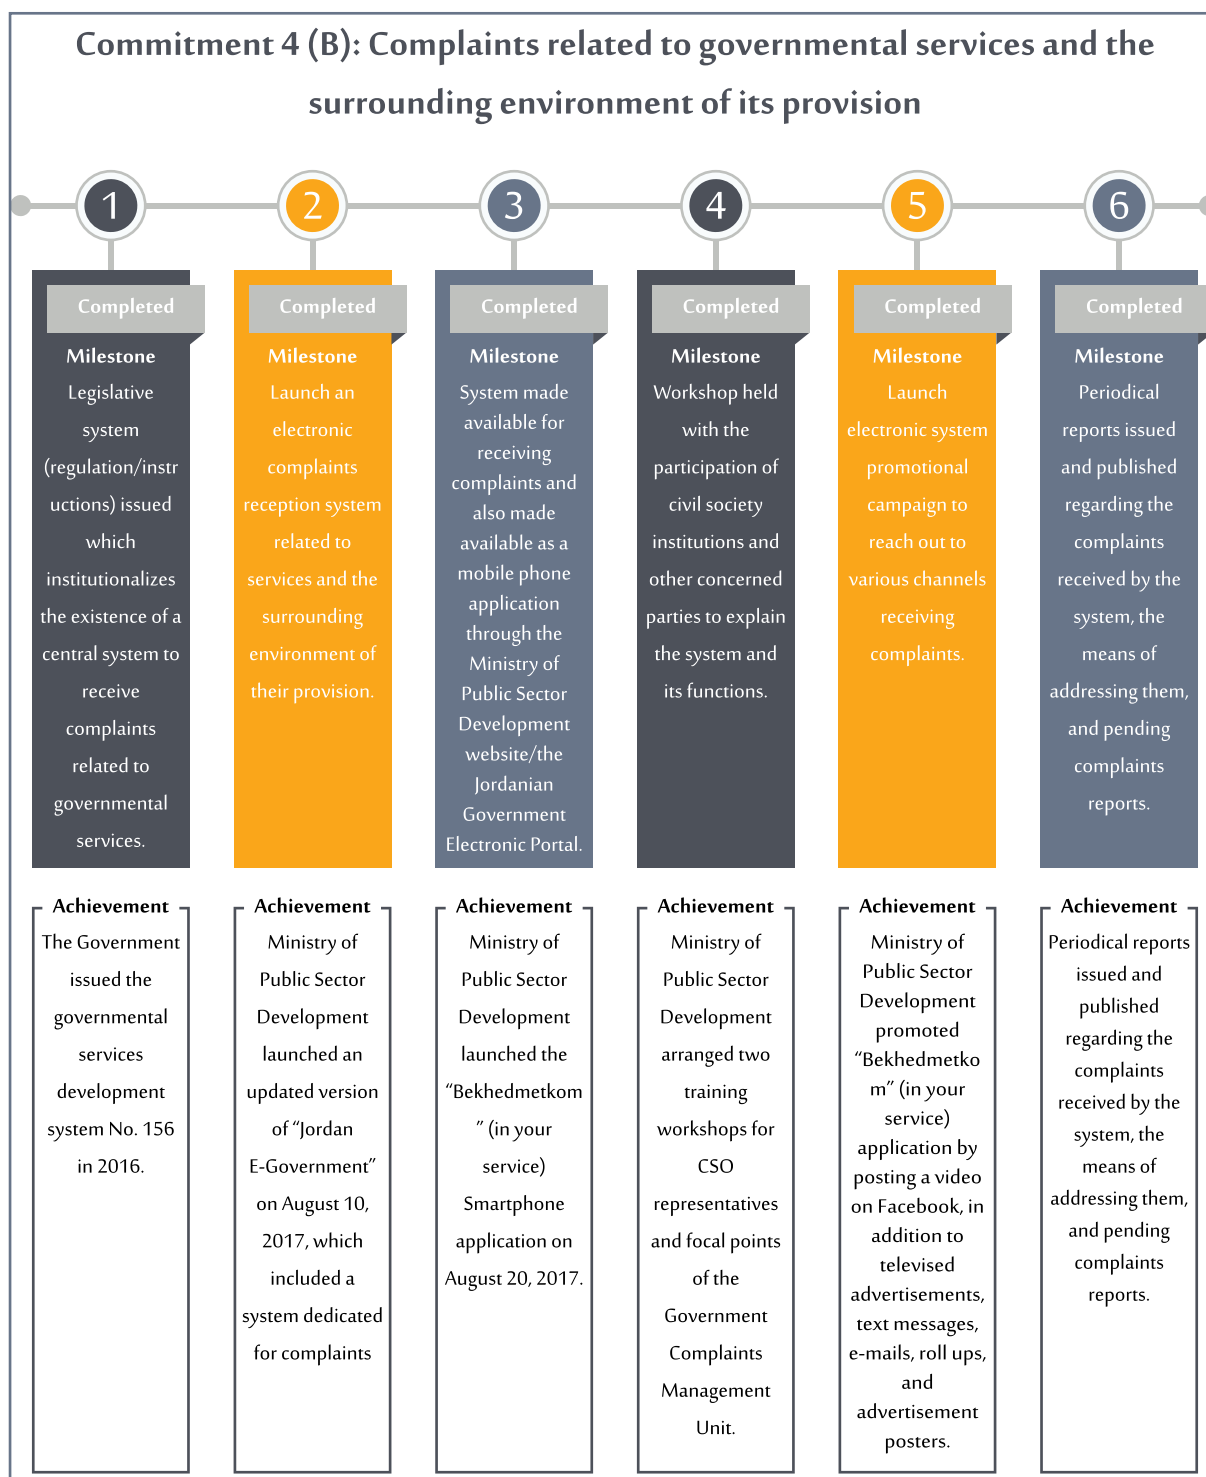 Commitment 4 (B): Complaints related to governmental services and the
surrounding environment of its provision
1
2
3
4
5
6
Completed
Milestone
Legislative
system
(regulation/instr
uctions) issued
which
institutionalizes
the existence of a
central system to
receive
complaints
related to
governmental
services.
Completed
Milestone
Launch an
electronic
complaints
reception system
related to
services and the
surrounding
environment of
their provision.
Completed
Milestone
System made
available for
receiving
complaints and
also made
available as a
mobile phone
application
through the
Ministry of
Public Sector
Development
website/the
Jordanian
Government
Electronic Portal.
Completed
Milestone
Workshop held
with the
participation of
civil society
institutions and
other concerned
parties to explain
the system and
its functions.
Completed
Milestone
Launch
electronic system
promotional
campaign to
reach out to
various channels
receiving
complaints.
Completed
Milestone
Periodical
reports issued
and published
regarding the
complaints
received by the
system, the
means of
addressing them,
and pending
complaints
reports.
Achievement
The Government
issued the
governmental
services
development
system No. 156
in 2016.
Achievement
Ministry of
Public Sector
Development
launched an
updated version
of “Jordan
E-Government”
on August 10,
2017, which
included a
system dedicated
for complaints
Achievement
Ministry of
Public Sector
Development
launched the
“Bekhedmetkom
” (in your
service)
Smartphone
application on
August 20, 2017.
Achievement
Ministry of
Public Sector
Development
arranged two
training
workshops for
CSO
representatives
and focal points
of the
Government
Complaints
Management
Unit.
Achievement
Ministry of
Public Sector
Development
promoted
“Bekhedmetko
m” (in your
service)
application by
posting a video
on Facebook, in
addition to
televised
advertisements,
text messages,
e-mails, roll ups,
and
advertisement
posters.
Achievement
Periodical reports
issued and
published
regarding the
complaints
received by the
system, the
means of
addressing them,
and pending
complaints
reports.